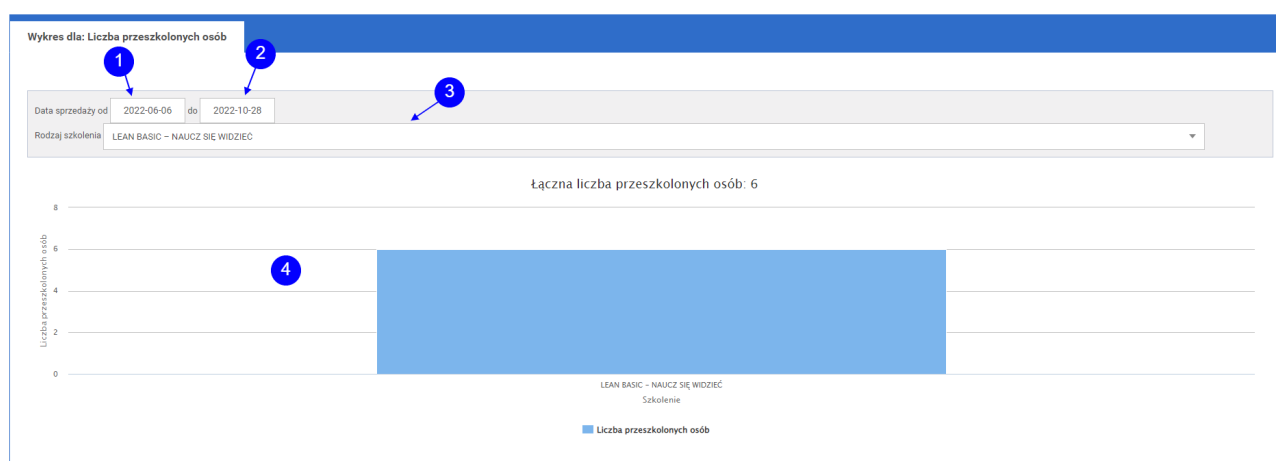 Wykres dla: Liczba przeszkolonych osób
1
2
3
Data sprzedaży od 2022-06-06 do 2022-10-28
Rodzaj szkolenia LEAN BASIC – NAUCZ SIĘ WIDZIEĆ
Łączna liczba przeszkolonych osób: 6
8
6
4
2
0
Liczba przeszkolonych osób
4
LEAN BASIC – NAUCZ SIĘ WIDZIEĆ
Szkolenie
Liczba przeszkolonych osób